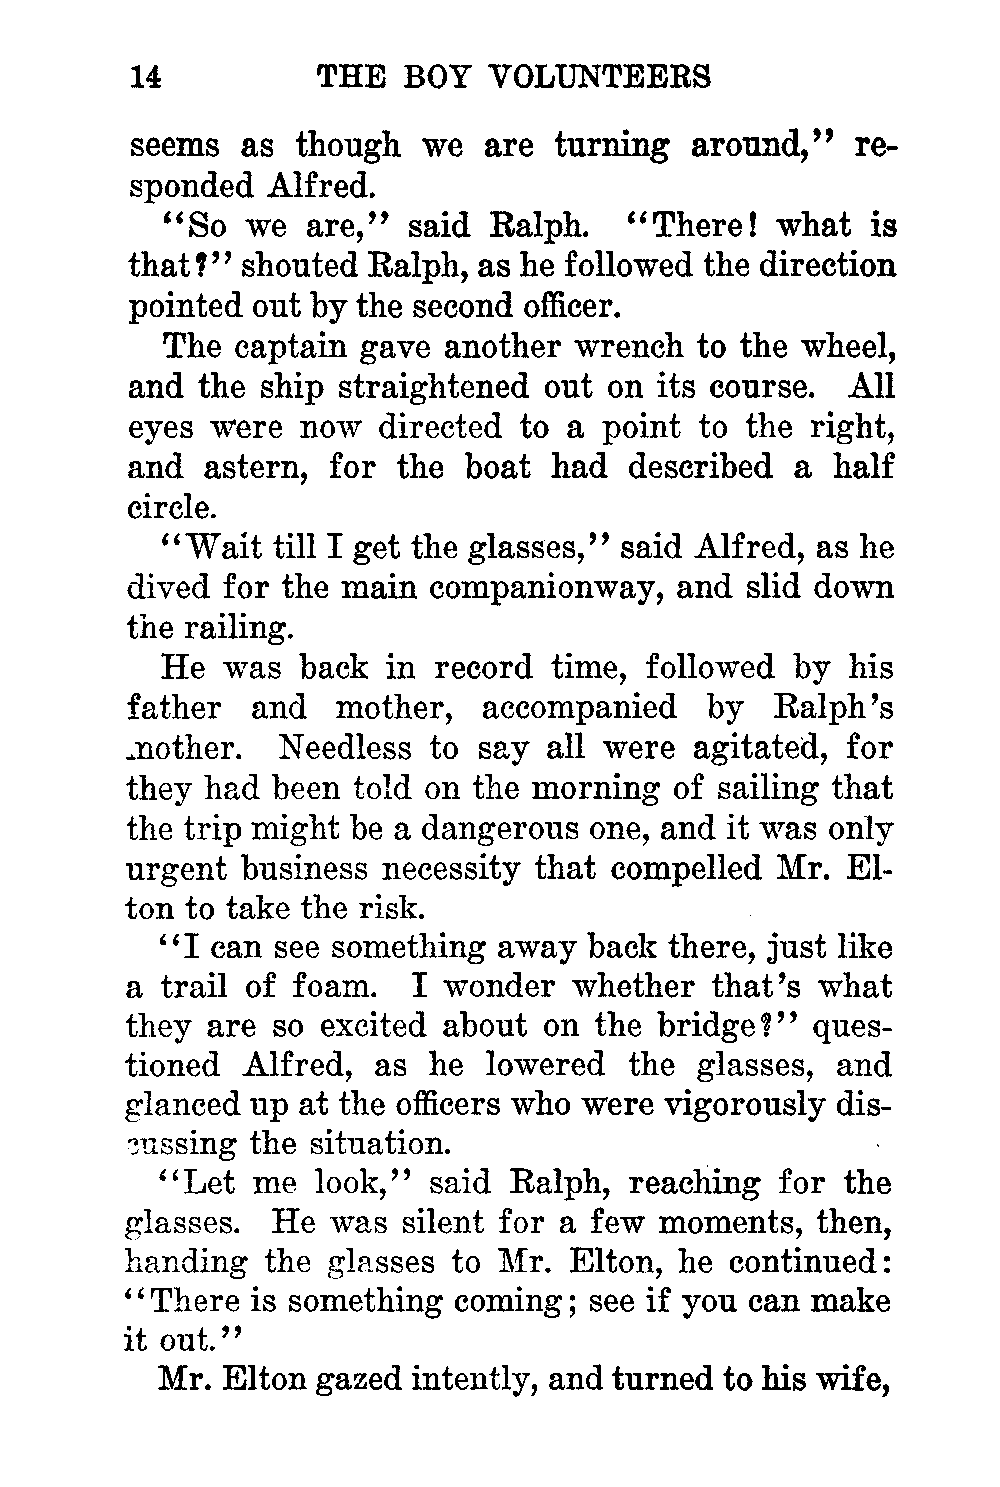 14 THE BOY VOLUNTEERS
seems as though we are turning around,” re-
sponded Alfred.
“So we are,” said Ralph. “There! what is
that?” shouted Ralph, as he followed the direction
pointed out by the second officer.
The captain gave another wrench to the wheel,
and the ship straightened out on its course. All
eyes were now directed to a point to the right,
and astern, for the boat had described a half
circle.
“Wait till I get the glasses,” said Alfred, as he
dived for the main companionway, and slid down
the railing.
He was back in record time, followed by his
father and mother, accompanied by Ralph’s
mother. Needless to say all were agitated, for
they had been told on the morning of sailing that
the trip might be a dangerous one, and it was only
urgent business necessity that compelled Mr. El-
ton to take the risk.
“I can see something away back there, just like
a trail of foam. I wonder whether that’s what
they are so excited about on the bridge?” ques-
tioned Alfred, as he lowered the glasses, and
glanced up at the officers who were vigorously dis-
cussing the situation.
“Let me look,” said Ralph, reaching for the
glasses. He was silent for a few moments, then,
handing the glasses to Mr. Elton, he continued:
“There is something coming; see if you can make
it out.”
Mr. Elton gazed intently, and turned to his wife,